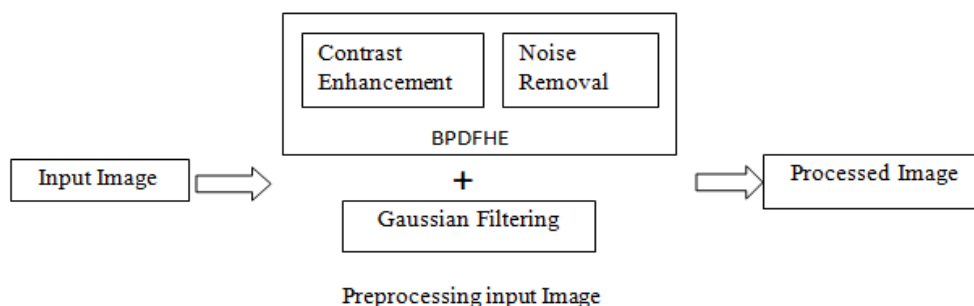 Contrast
Enhancement
Noise
Removal
BPDFHE
Input Image
+
Processed Image
Gaussian Filtering
Preprocessing input Image